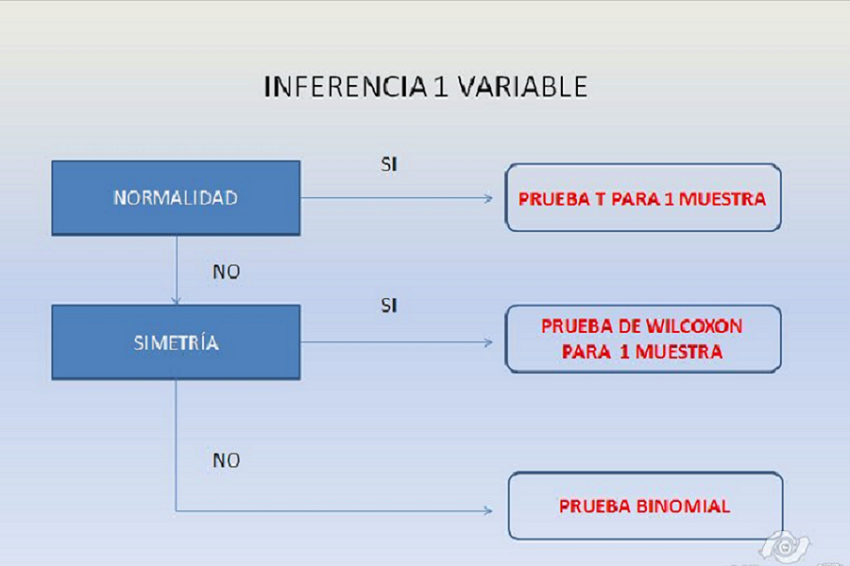 INFERENCIA 1 VARIABLE
SI
NORMALIDAD
PRUEBA T PARA 1 MUESTRA
NO
SI
SIMETRÍA
PRUEBA DE WILCOXON
PARA 1 MUESTRA
NO
PRUEBA BINOMIAL